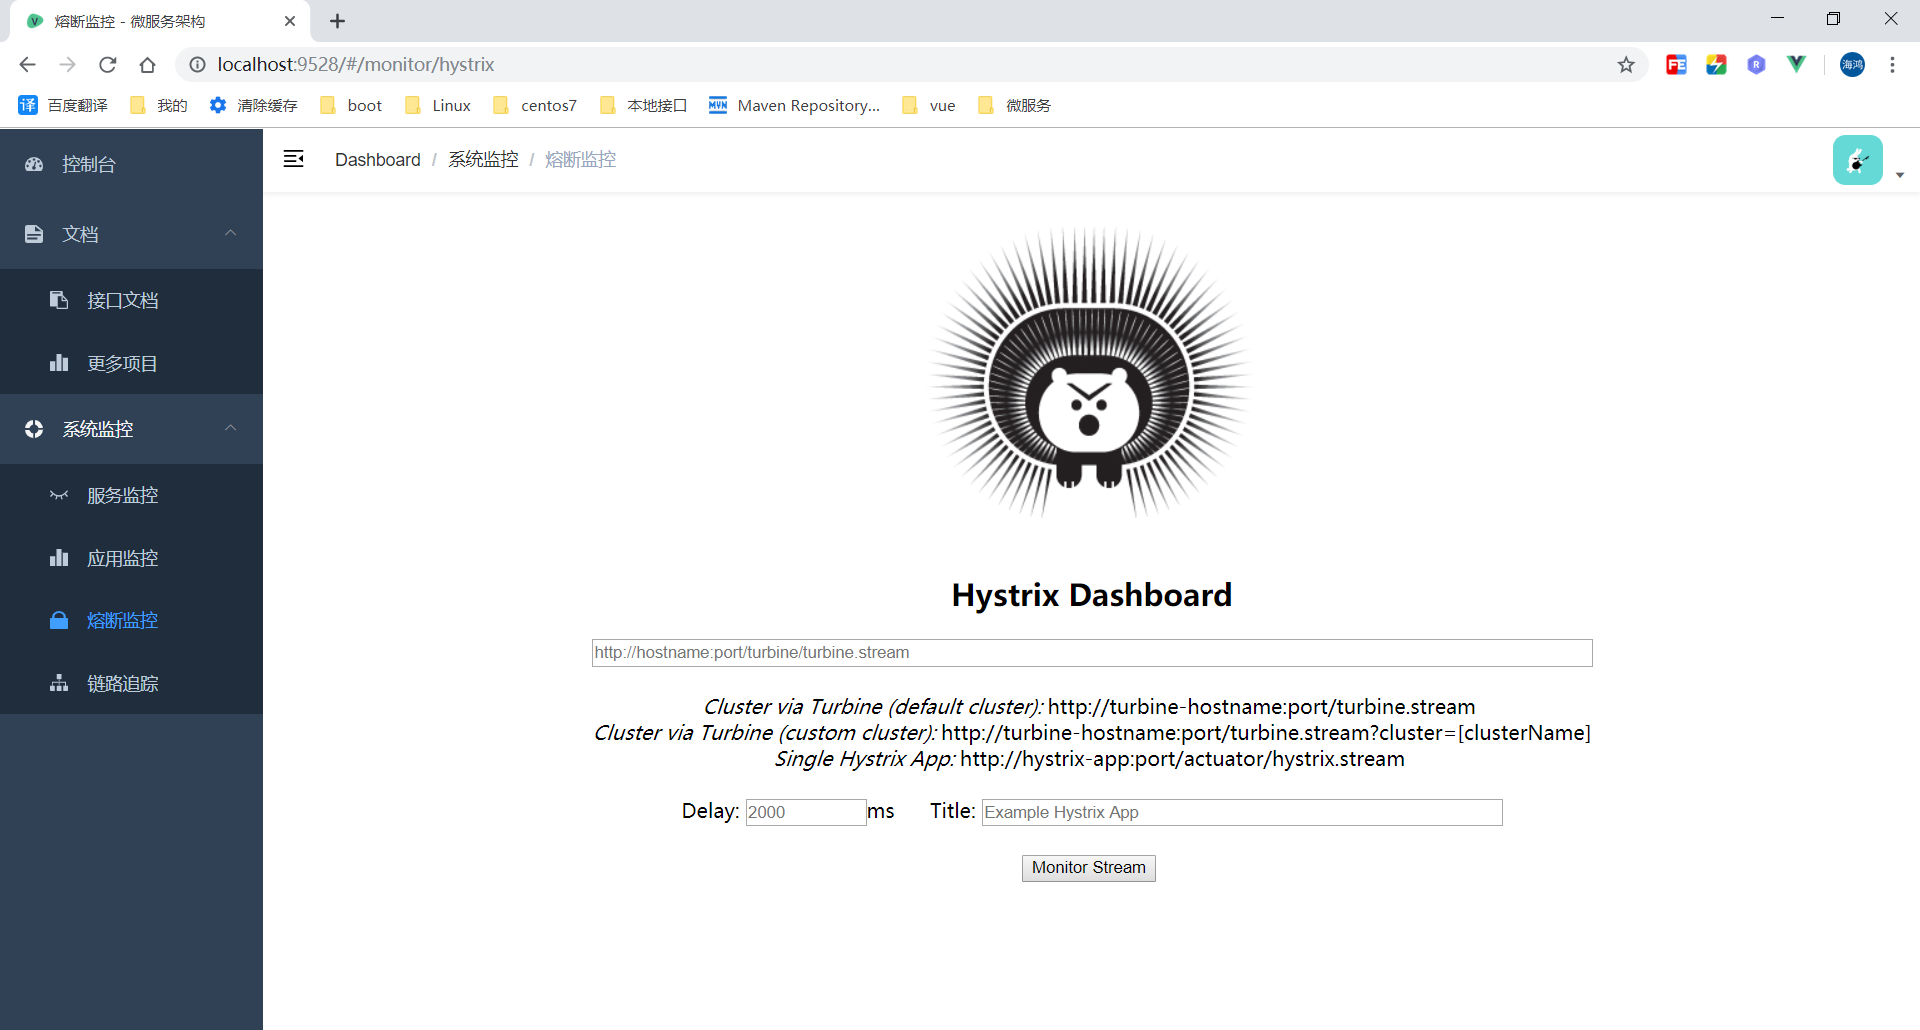 熔断监控 - 微服务架构
localhost:9528/#/monitor/hystrix
FE
R
海鸿
译 百度翻译 我的 清除缓存 boot Linux centos7 本地接口 MVN Maven Repository... vue 微服务
控制台
Dashboard / 系统监控 / 熔断监控
文档
接口文档
更多项目
系统监控
服务监控
应用监控
熔断监控
链路追踪
Hystrix Dashboard
http://hostname:port/turbine/turbine.stream
Cluster via Turbine (default cluster): http://turbine-hostname:port/turbine.stream
Cluster via Turbine (custom cluster): http://turbine-hostname:port/turbine.stream?cluster=[clusterName]
Single Hystrix App: http://hystrix-app:port/actuator/hystrix.stream
Delay: 2000 ms Title: Example Hystrix App
Monitor Stream